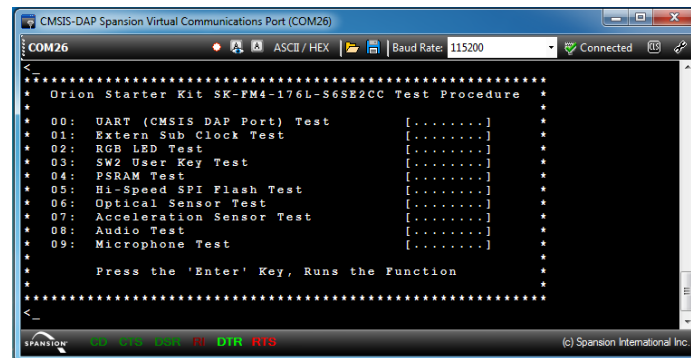 CMSIS-DAP Spansion Virtual Communications Port (COM26)
COM26 A A ASCII / HEX Baud Rate: 115200 Connected CLS
<_
************************************************************
* Orion Starter Kit SK-FM4-176L-S6SE2CC Test Procedure *
* *
* 00: UART (CMSIS DAP Port) Test [........] *
* 01: Extern Sub Clock Test [........] *
* 02: RGB LED Test [........] *
* 03: SW2 User Key Test [........] *
* 04: PSRAM Test [........] *
* 05: Hi-Speed SPI Flash Test [........] *
* 06: Optical Sensor Test [........] *
* 07: Acceleration Sensor Test [........] *
* 08: Audio Test [........] *
* 09: Microphone Test [........] *
* *
* Press the 'Enter' Key, Runs the Function *
* *
************************************************************
<_
SPANSION CD CTS DSR RI DTR RTS (c) Spansion International Inc.